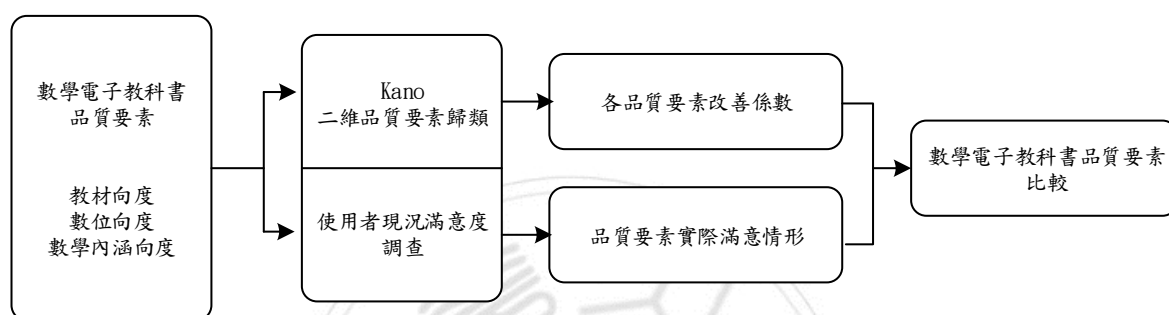 數學電子教科書
品質要素
教材向度
數位向度
數學內涵向度
Kano
二維品質要素歸類
使用者現況滿意度
調查
各品質要素改善係數
品質要素實際滿意情形
數學電子教科書品質要素
比較